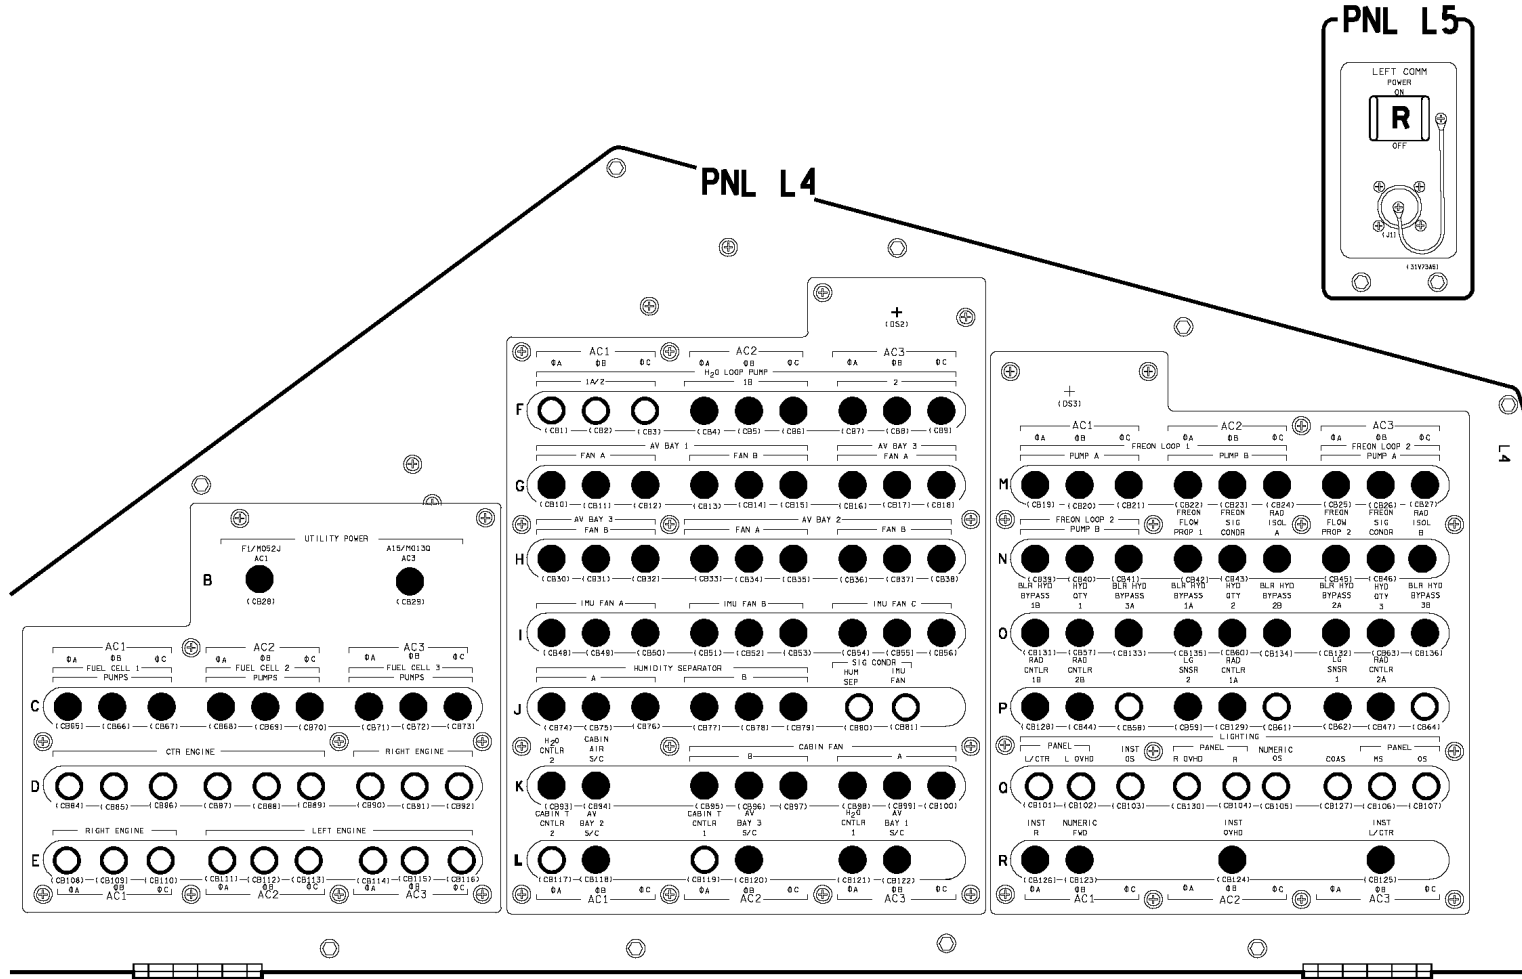 PNL L5
LEFT COMM
POWER
ON
R
OFF
(J1)
(31V73A6)
PNL L4
L4
(DS2)
AC1 AC2 AC3
ΦA ΦB ΦC ΦA ΦB ΦC ΦA ΦB ΦC
H2O LOOP PUMP
1A/2 1B 2
F
(CB1) (CB2) (CB3) (CB4) (CB5) (CB6) (CB7) (CB8) (CB9)
AV BAY 1 AV BAY 3
FAN A FAN B FAN A
G
(CB10) (CB11) (CB12) (CB13) (CB14) (CB15) (CB16) (CB17) (CB18)
AV BAY 3 AV BAY 2
FAN B FAN A FAN B
H
(CB30) (CB31) (CB32) (CB33) (CB34) (CB35) (CB36) (CB37) (CB38)
IMU FAN A IMU FAN B IMU FAN C
I
(CB48) (CB49) (CB50) (CB51) (CB52) (CB53) (CB54) (CB55) (CB56)
HUMIDITY SEPARATOR SIG CONDR
A B HUM SEP IMU FAN
J
(CB74) (CB75) (CB76) (CB77) (CB78) (CB79) (CB80) (CB81)
H2O CNTLR 2 CABIN AIR S/C CABIN FAN
B A
K
(CB93) (CB94) (CB95) (CB96) (CB97) (CB98) (CB99) (CB100)
CABIN T CNTLR 2 AV BAY 2 S/C CABIN T CNTLR 1 AV BAY 3 S/C H2O CNTLR 1 AV BAY 1 S/C
L
(CB117) (CB118) (CB119) (CB120) (CB121) (CB122)
ΦA ΦB ΦC ΦA ΦB ΦC ΦA ΦB ΦC
AC1 AC2 AC3
UTILITY POWER
F1/MO52J A15/MO13Q
AC1 AC3
B
(CB28) (CB29)
AC1 AC2 AC3
ΦA ΦB ΦC ΦA ΦB ΦC ΦA ΦB ΦC
FUEL CELL 1 FUEL CELL 2 FUEL CELL 3
PUMPS PUMPS PUMPS
C
(CB65) (CB66) (CB67) (CB68) (CB69) (CB70) (CB71) (CB72) (CB73)
CTR ENGINE RIGHT ENGINE
D
(CB84) (CB85) (CB86) (CB87) (CB88) (CB89) (CB90) (CB91) (CB92)
RIGHT ENGINE LEFT ENGINE
E
(CB108) (CB109) (CB110) (CB111) (CB112) (CB113) (CB114) (CB115) (CB116)
ΦA ΦB ΦC ΦA ΦB ΦC ΦA ΦB ΦC
AC1 AC2 AC3
(DS3)
AC1 AC2 AC3
ΦA ΦB ΦC ΦA ΦB ΦC ΦA ΦB ΦC
FREON LOOP 1 FREON LOOP 2
PUMP A PUMP B PUMP A
M
(CB19) (CB20) (CB21) (CB22) (CB23) (CB24) (CB25) (CB26) (CB27)
FREON LOOP 2 PUMP B FREON FLOW PROP 1 FREON SIG CONDR RAD ISOL A FREON FLOW PROP 2 FREON SIG CONDR RAD ISOL B
N
(CB39) (CB40) (CB41) (CB42) (CB43) (CB45) (CB46)
BLR HYD BYPASS 1B HYD QTY 1 BLR HYD BYPASS 3A BLR HYD BYPASS 1A HYD QTY 2 BLR HYD BYPASS 2B BLR HYD BYPASS 2A HYD QTY 3 BLR HYD BYPASS 3B
O
(CB131) (CB57) (CB133) (CB135) (CB60) (CB134) (CB132) (CB63) (CB136)
RAD CNTLR 1B RAD CNTLR 2B LG SNSR 2 RAD CNTLR 1A LG SNSR 1 RAD CNTLR 2A
P
(CB128) (CB44) (CB58) (CB59) (CB129) (CB61) (CB62) (CB47) (CB64)
LIGHTING
PANEL PANEL PANEL
L/CTR L OVHD INST OS R OVHD R NUMERIC OS COAS MS OS
Q
(CB101) (CB102) (CB103) (CB130) (CB104) (CB105) (CB127) (CB106) (CB107)
INST R NUMERIC FWD INST OVHD INST L/CTR
R
(CB126) (CB123) (CB124) (CB125)
ΦA ΦB ΦC ΦA ΦB ΦC ΦA ΦB ΦC
AC1 AC2 AC3